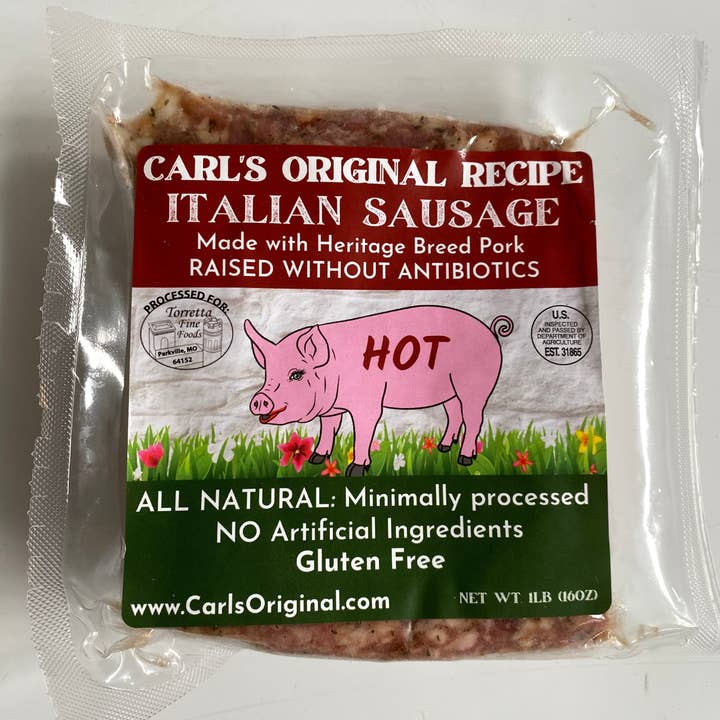 CARL'S ORIGINAL RECIPE
ITALIAN SAUSAGE
Made with Heritage Breed Pork
RAISED WITHOUT ANTIBIOTICS
PROCESSED FOR:
Torretta
Fine
Foods
Parkville, MO
64152
HOT
U.S.
INSPECTED
AND PASSED BY
DEPARTMENT OF
AGRICULTURE
EST. 31865
ALL NATURAL: Minimally processed
NO Artificial Ingredients
Gluten Free
www.CarlsOriginal.com
NET WT 1LB (16OZ)